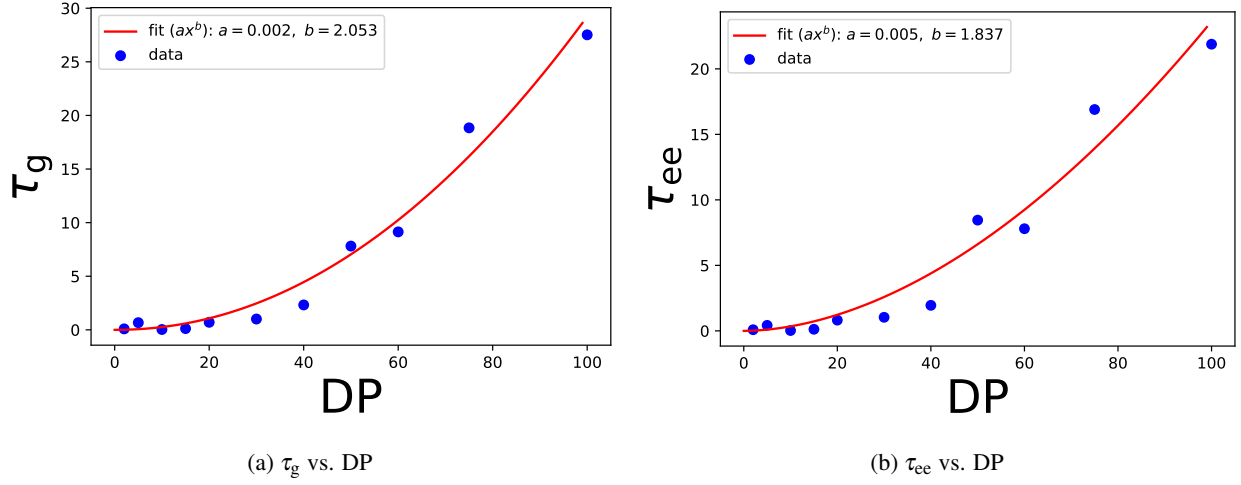 fit (axᵇ): a = 0.002, b = 2.053
data
30
25
20
15
10
5
0
τg
0 20 40 60 80 100
DP
(a) τg vs. DP
fit (axᵇ): a = 0.005, b = 1.837
data
20
15
10
5
0
τee
0 20 40 60 80 100
DP
(b) τee vs. DP